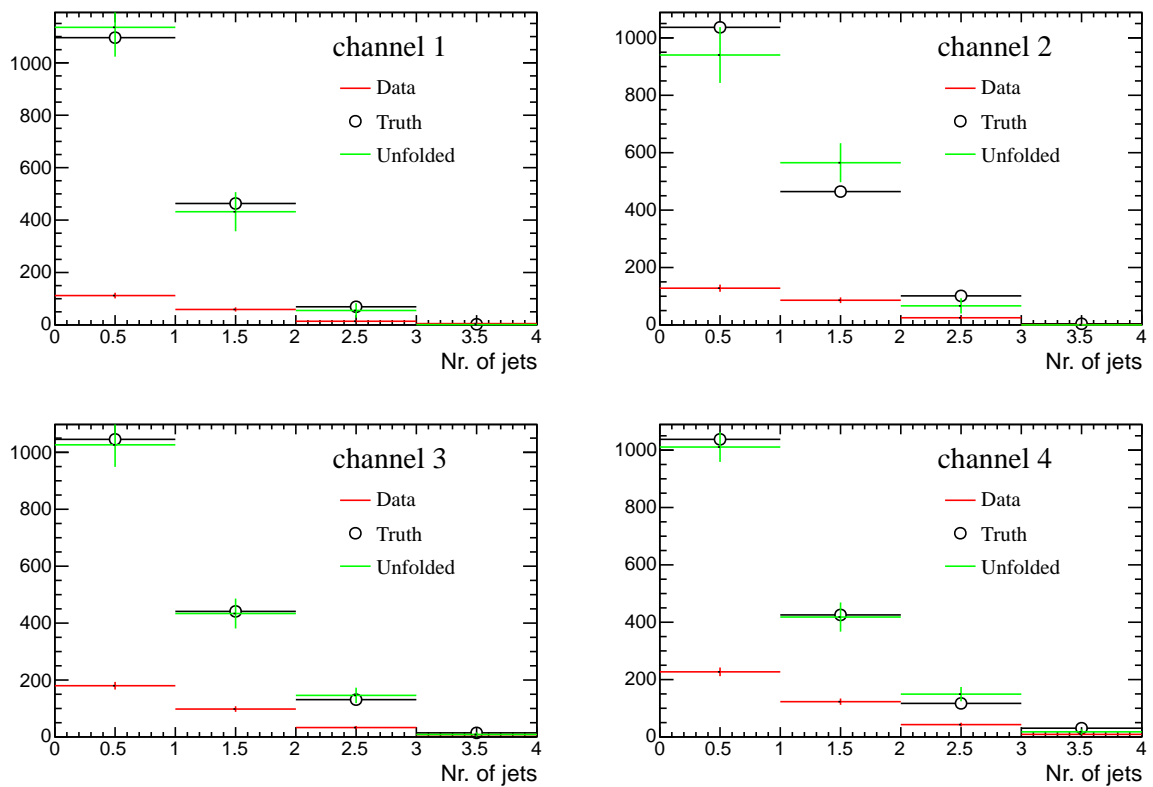 channel 1
Data
Truth
Unfolded
1000
800
600
400
200
0
0 0.5 1 1.5 2 2.5 3 3.5 4
Nr. of jets
channel 2
Data
Truth
Unfolded
1000
800
600
400
200
0
0 0.5 1 1.5 2 2.5 3 3.5 4
Nr. of jets
channel 3
Data
Truth
Unfolded
1000
800
600
400
200
0
0 0.5 1 1.5 2 2.5 3 3.5 4
Nr. of jets
channel 4
Data
Truth
Unfolded
1000
800
600
400
200
0
0 0.5 1 1.5 2 2.5 3 3.5 4
Nr. of jets